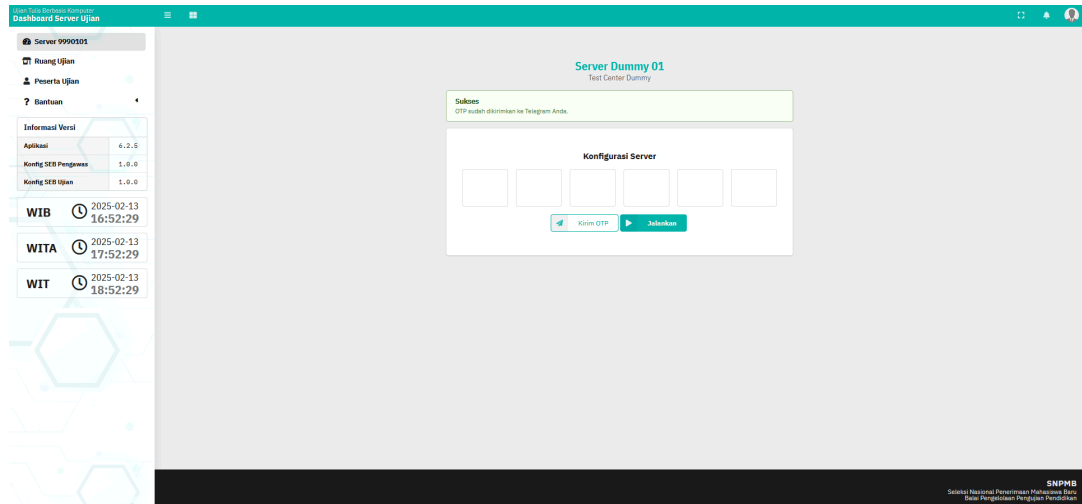 Ujian Tulis Berbasis Komputer
Dashboard Server Ujian
Server 9990101
Ruang Ujian
Peserta Ujian
? Bantuan
Informasi Versi
Aplikasi 6.2.5
Konfig SEB Pengawas 1.0.0
Konfig SEB Ujian 1.0.0
WIB 2025-02-13
16:52:29
WITA 2025-02-13
17:52:29
WIT 2025-02-13
18:52:29
Server Dummy 01
Test Center Dummy
Sukses
OTP sudah dikirimkan ke Telegram Anda.
Konfigurasi Server
Kirim OTP Jalankan
SNPMB
Seleksi Nasional Penerimaan Mahasiswa Baru
Balai Pengelolaan Pengujian Pendidikan